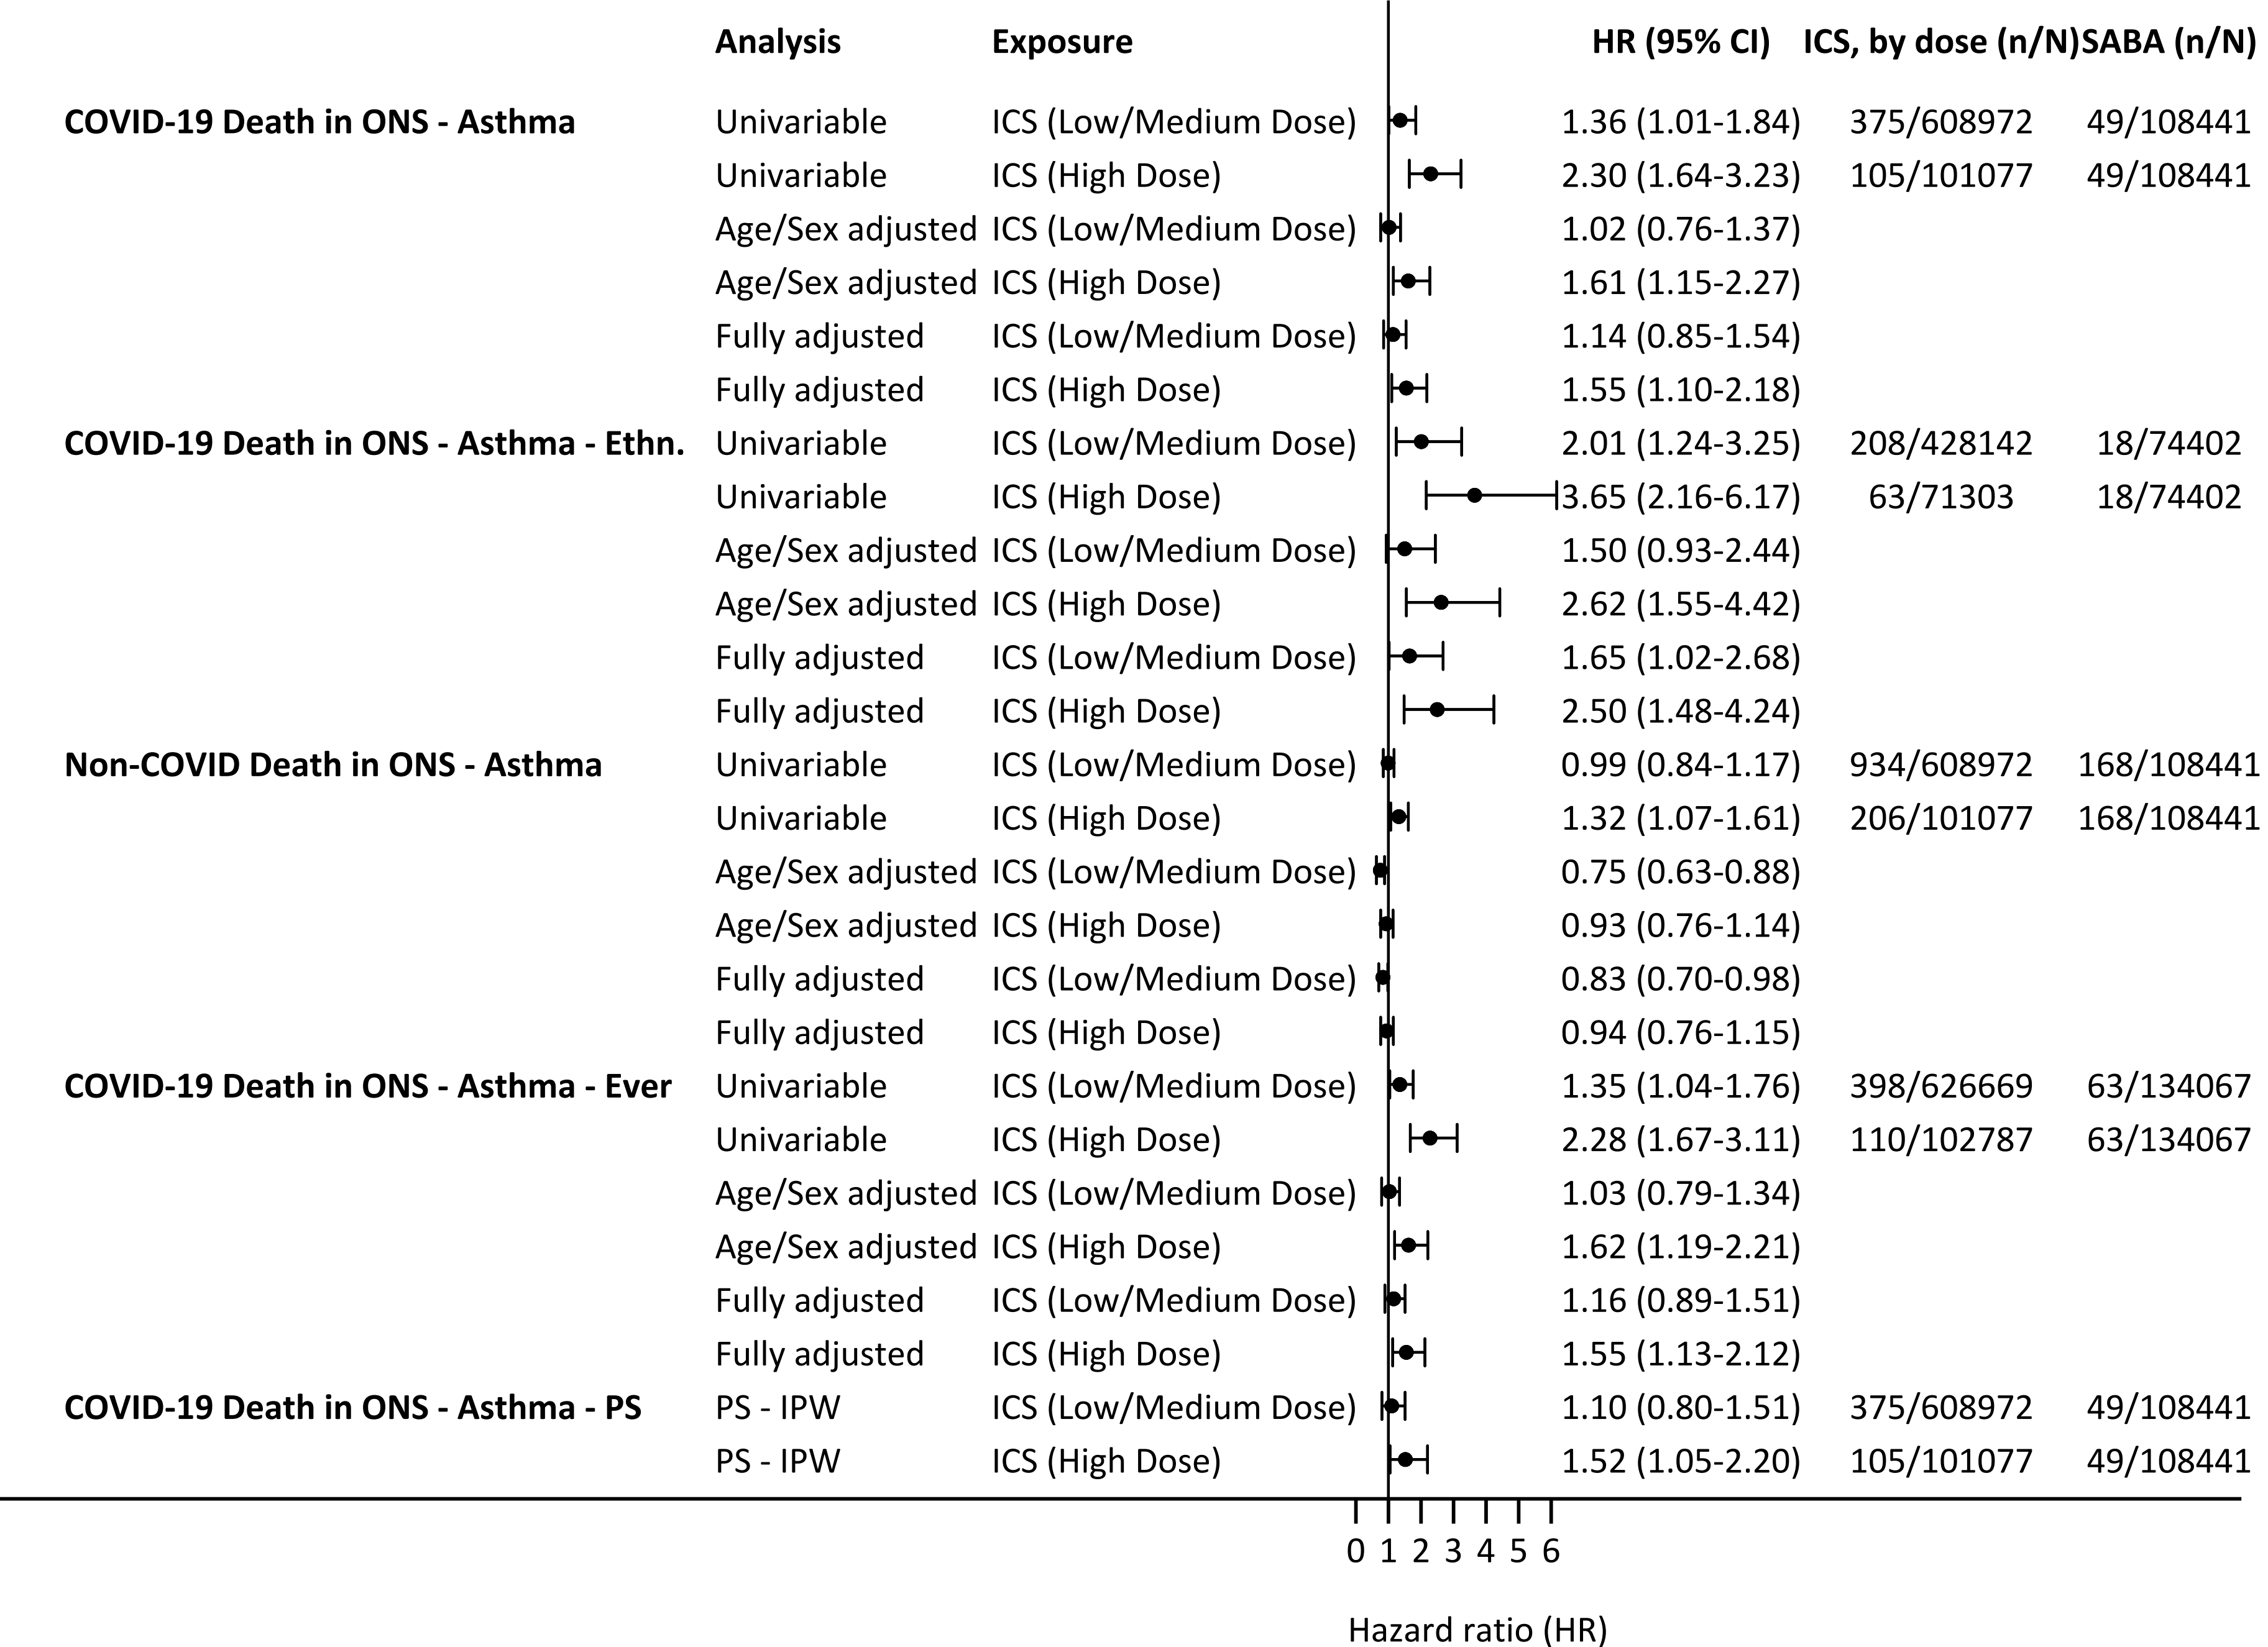 Analysis Exposure HR (95% CI) ICS, by dose (n/N) SABA (n/N)
COVID-19 Death in ONS - Asthma Univariable ICS (Low/Medium Dose) 1.36 (1.01-1.84) 375/608972 49/108441
Univariable ICS (High Dose) 2.30 (1.64-3.23) 105/101077 49/108441
Age/Sex adjusted ICS (Low/Medium Dose) 1.02 (0.76-1.37)
Age/Sex adjusted ICS (High Dose) 1.61 (1.15-2.27)
Fully adjusted ICS (Low/Medium Dose) 1.14 (0.85-1.54)
Fully adjusted ICS (High Dose) 1.55 (1.10-2.18)
COVID-19 Death in ONS - Asthma - Ethn. Univariable ICS (Low/Medium Dose) 2.01 (1.24-3.25) 208/428142 18/74402
Univariable ICS (High Dose) 3.65 (2.16-6.17) 63/71303 18/74402
Age/Sex adjusted ICS (Low/Medium Dose) 1.50 (0.93-2.44)
Age/Sex adjusted ICS (High Dose) 2.62 (1.55-4.42)
Fully adjusted ICS (Low/Medium Dose) 1.65 (1.02-2.68)
Fully adjusted ICS (High Dose) 2.50 (1.48-4.24)
Non-COVID Death in ONS - Asthma Univariable ICS (Low/Medium Dose) 0.99 (0.84-1.17) 934/608972 168/108441
Univariable ICS (High Dose) 1.32 (1.07-1.61) 206/101077 168/108441
Age/Sex adjusted ICS (Low/Medium Dose) 0.75 (0.63-0.88)
Age/Sex adjusted ICS (High Dose) 0.93 (0.76-1.14)
Fully adjusted ICS (Low/Medium Dose) 0.83 (0.70-0.98)
Fully adjusted ICS (High Dose) 0.94 (0.76-1.15)
COVID-19 Death in ONS - Asthma - Ever Univariable ICS (Low/Medium Dose) 1.35 (1.04-1.76) 398/626669 63/134067
Univariable ICS (High Dose) 2.28 (1.67-3.11) 110/102787 63/134067
Age/Sex adjusted ICS (Low/Medium Dose) 1.03 (0.79-1.34)
Age/Sex adjusted ICS (High Dose) 1.62 (1.19-2.21)
Fully adjusted ICS (Low/Medium Dose) 1.16 (0.89-1.51)
Fully adjusted ICS (High Dose) 1.55 (1.13-2.12)
COVID-19 Death in ONS - Asthma - PS PS - IPW ICS (Low/Medium Dose) 1.10 (0.80-1.51) 375/608972 49/108441
PS - IPW ICS (High Dose) 1.52 (1.05-2.20) 105/101077 49/108441
0 1 2 3 4 5 6
Hazard ratio (HR)